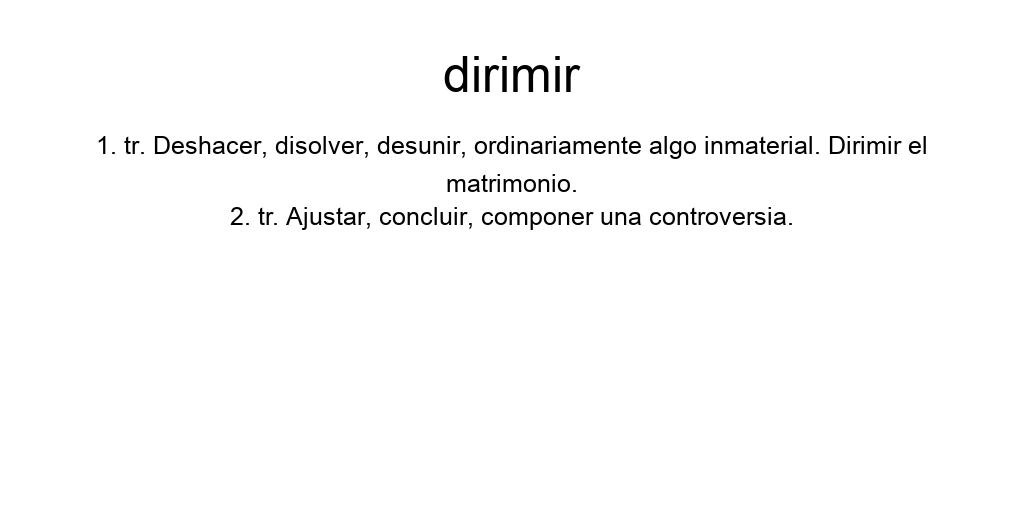 dirimir
1. tr. Deshacer, disolver, desunir, ordinariamente algo inmaterial. Dirimir el
matrimonio.
2. tr. Ajustar, concluir, componer una controversia.